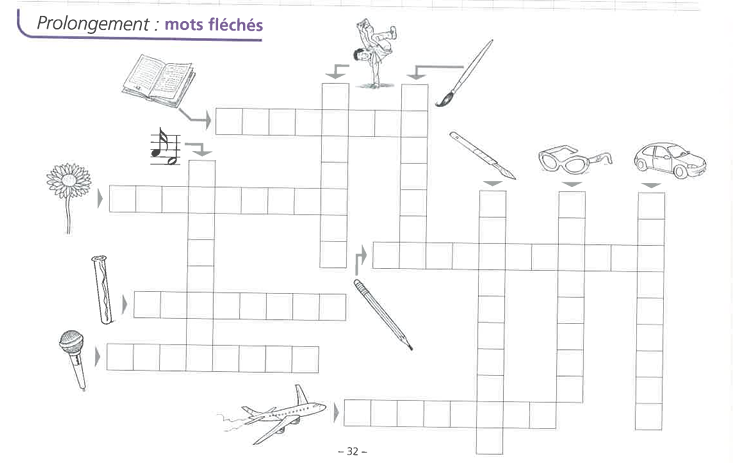 Prolongement : mots fléchés
– 32 –